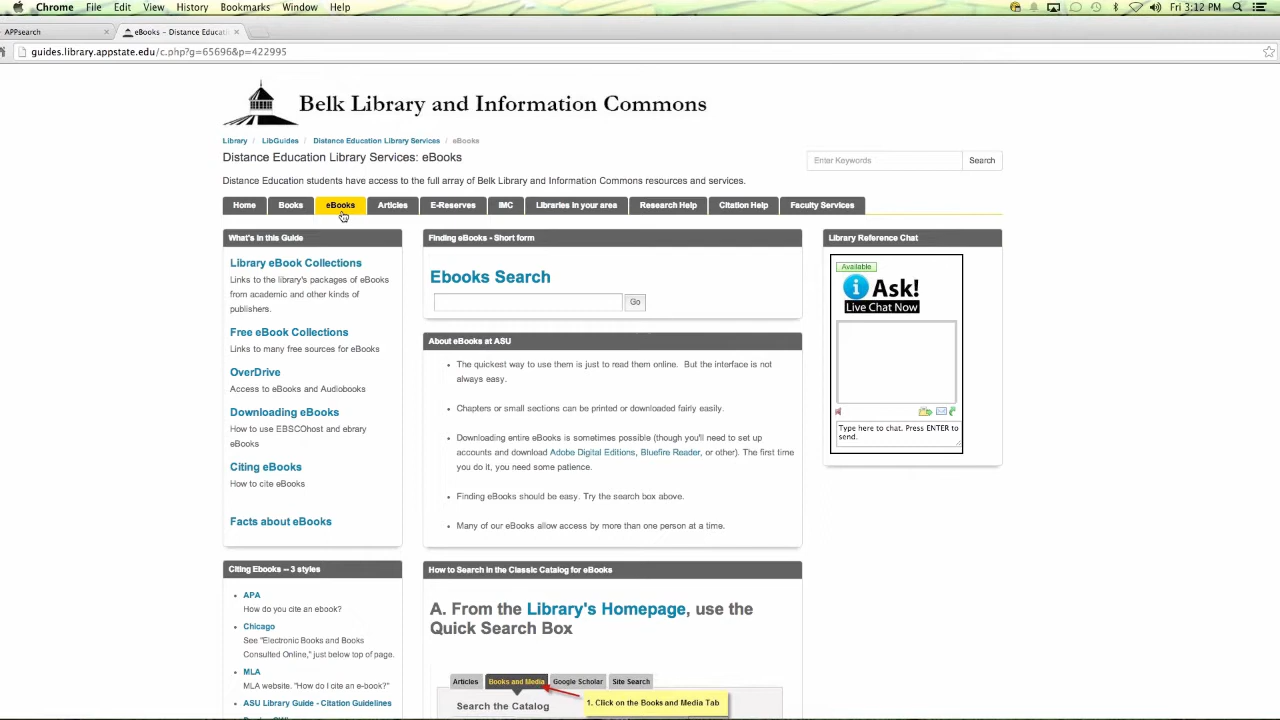 Chrome File Edit View History Bookmarks Window Help Fri 3:12 PM
APPsearch × eBooks – Distance Educati ×
guides.library.appstate.edu/c.php?g=65696&p=422995
Belk Library and Information Commons
Library / LibGuides / Distance Education Library Services / eBooks
Distance Education Library Services: eBooks
Enter Keywords Search
Distance Education students have access to the full array of Belk Library and Information Commons resources and services.
Home Books eBooks Articles E-Reserves IMC Libraries in your area Research Help Citation Help Faculty Services
What's in this Guide
Library eBook Collections
Links to the library's packages of eBooks
from academic and other kinds of
publishers.
Free eBook Collections
Links to many free sources for eBooks
OverDrive
Access to eBooks and Audiobooks
Downloading eBooks
How to use EBSCOhost and ebrary
eBooks
Citing eBooks
How to cite eBooks
Facts about eBooks
Citing Ebooks -- 3 styles
• APA
How do you cite an ebook?
• Chicago
See "Electronic Books and Books
Consulted Online," just below top of page.
• MLA
MLA website. "How do I cite an e-book?"
• ASU Library Guide - Citation Guidelines
Finding eBooks - Short form
Ebooks Search
Go
About eBooks at ASU
• The quickest way to use them is just to read them online. But the interface is not
always easy.
• Chapters or small sections can be printed or downloaded fairly easily.
• Downloading entire eBooks is sometimes possible (though you'll need to set up
accounts and download Adobe Digital Editions, Bluefire Reader, or other). The first time
you do it, you need some patience.
• Finding eBooks should be easy. Try the search box above.
• Many of our eBooks allow access by more than one person at a time.
How to Search in the Classic Catalog for eBooks
A. From the Library's Homepage, use the
Quick Search Box
Articles Books and Media Google Scholar Site Search
Search the Catalog
1. Click on the Books and Media Tab
Library Reference Chat
Available
i Ask!
Live Chat Now
Type here to chat. Press ENTER to
send.